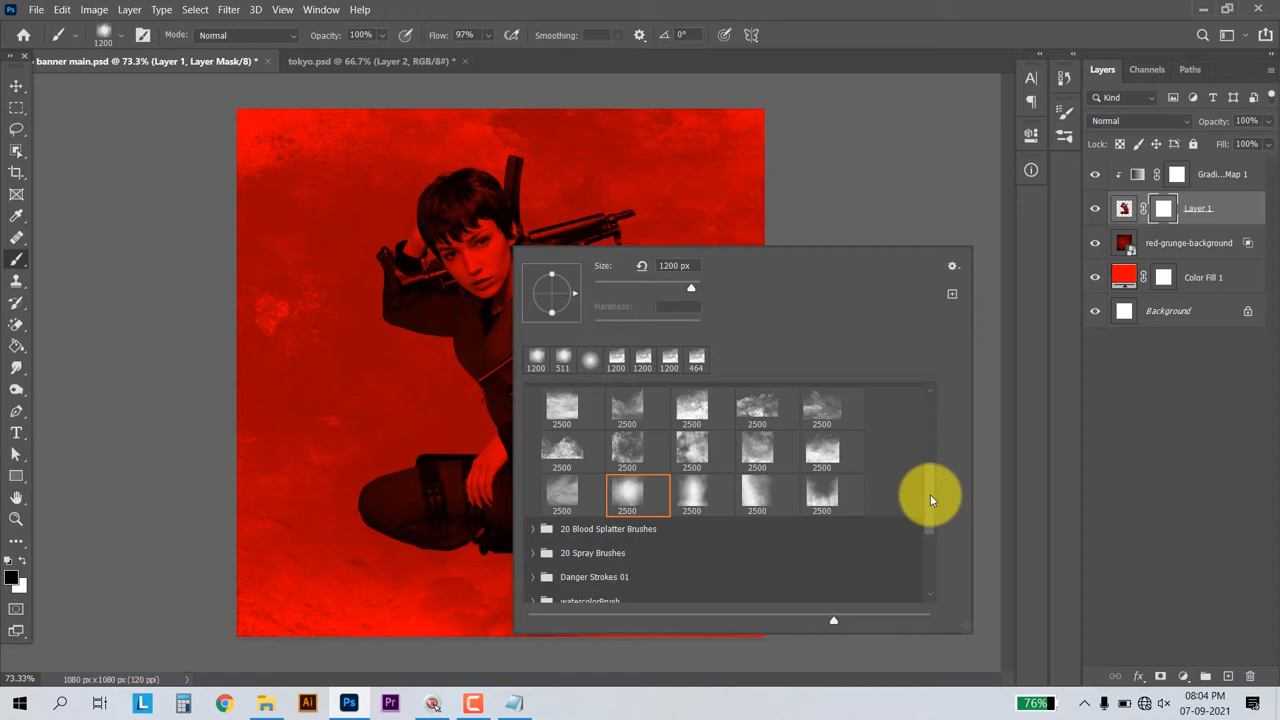 Ps File Edit Image Layer Type Select Filter 3D View Window Help
1200 Mode: Normal Opacity: 100% Flow: 97% Smoothing: 0°
banner main.psd @ 73.3% (Layer 1, Layer Mask/8) * tokyo.psd @ 66.7% (Layer 2, RGB/8#) *
Layers Channels Paths
Kind
Normal Opacity: 100%
Lock: Fill: 100%
Gradi...Map 1
Layer 1
red-grunge-background
Color Fill 1
Background
Size: 1200 px
Hardness:
1200 511 1200 1200 1200 464
2500 2500 2500 2500 2500
2500 2500 2500 2500 2500
2500 2500 2500 2500 2500
20 Blood Splatter Brushes
20 Spray Brushes
Danger Strokes 01
watercolorBrush
73.33% 1080 px x 1080 px (120 ppi)
L Ai Ps Pr C 76% 08:04 PM
07-09-2021